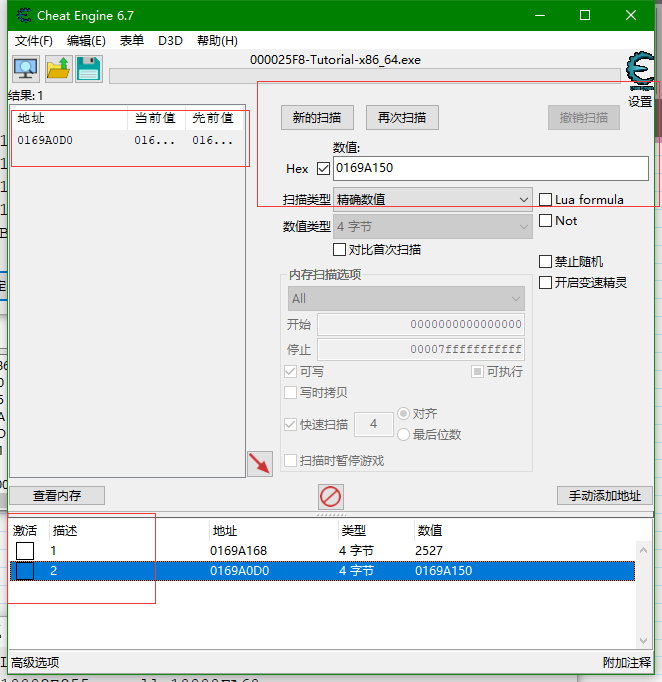 Cheat Engine 6.7
文件(F) 编辑(E) 表单 D3D 帮助(H)
000025F8-Tutorial-x86_64.exe
设置
结果: 1
地址 当前值 先前值
0169A0D0 016... 016...
新的扫描 再次扫描 撤销扫描
数值:
Hex 0169A150
扫描类型 精确数值
Lua formula
数值类型 4 字节
Not
对比首次扫描
内存扫描选项
All
禁止随机
开启变速精灵
开始 0000000000000000
停止 00007fffffffffff
可写 可执行
写时拷贝
快速扫描 4 对齐
最后位数
扫描时暂停游戏
查看内存 手动添加地址
激活 描述 地址 类型 数值
1 0169A168 4 字节 2527
2 0169A0D0 4 字节 0169A150
高级选项 附加注释